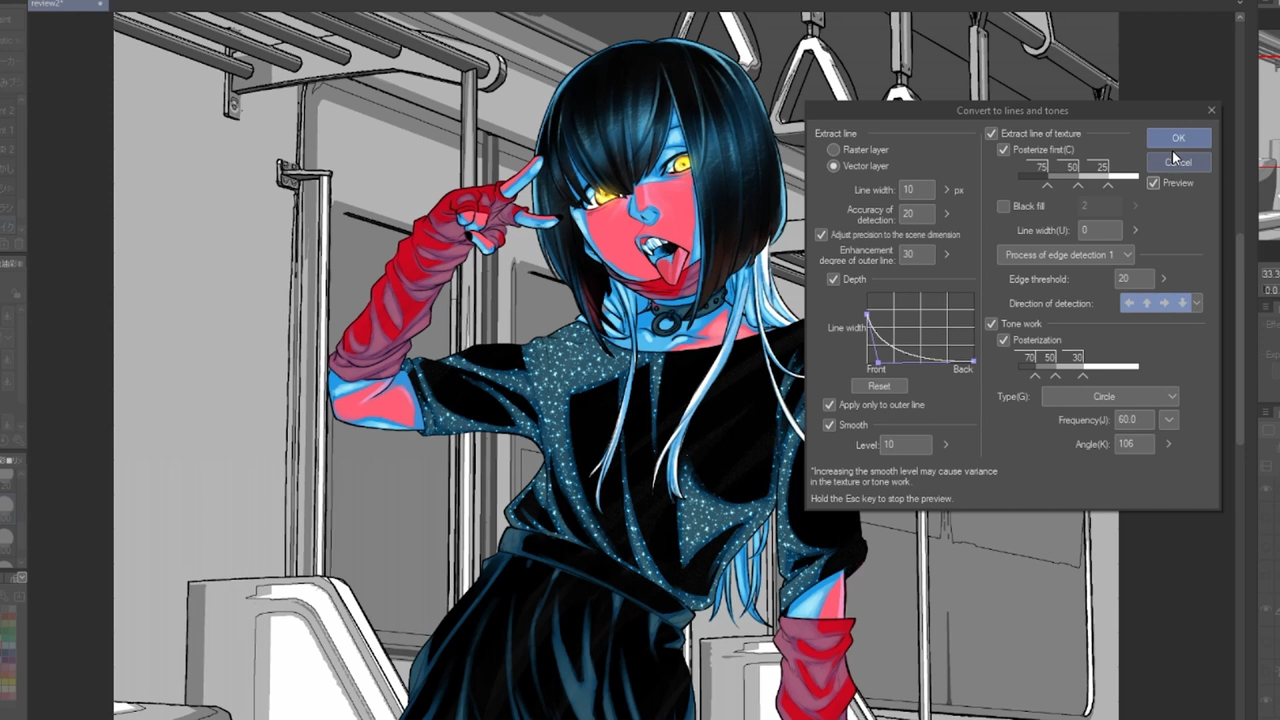 review2*
Convert to lines and tones
Extract line
Raster layer
Vector layer
Line width: 10 px
Accuracy of
detection: 20
Adjust precision to the scene dimension
Enhancement
degree of outer line: 30
Depth
Line width
Front Back
Reset
Apply only to outer line
Smooth
Level: 10
*Increasing the smooth level may cause variance
in the texture or tone work.
Hold the Esc key to stop the preview.
Extract line of texture
Posterize first(C)
75 50 25
Black fill 2
Line width(U): 0
Process of edge detection 1
Edge threshold: 20
Direction of detection:
Tone work
Posterization
70 50 30
Type(G): Circle
Frequency(J): 60.0
Angle(K): 106
OK
Cancel
Preview
33.3
0.0